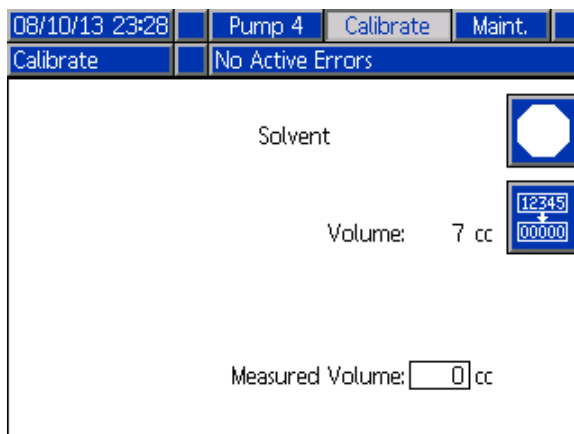 08/10/13 23:28 Pump 4 Calibrate Maint.
Calibrate No Active Errors
Solvent
12345
00000
Volume: 7 cc
Measured Volume: 0 cc